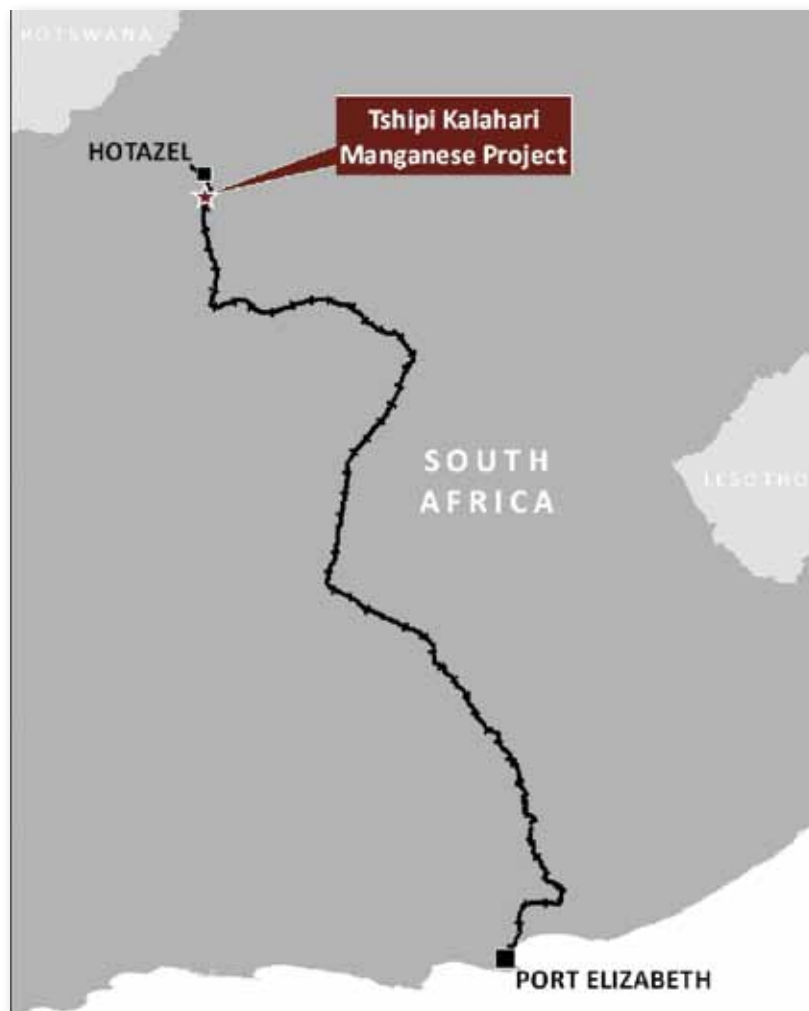 BOTSWANA
Tshipi Kalahari
Manganese Project
HOTAZEL
SOUTH
AFRICA
LESOTHO
PORT ELIZABETH